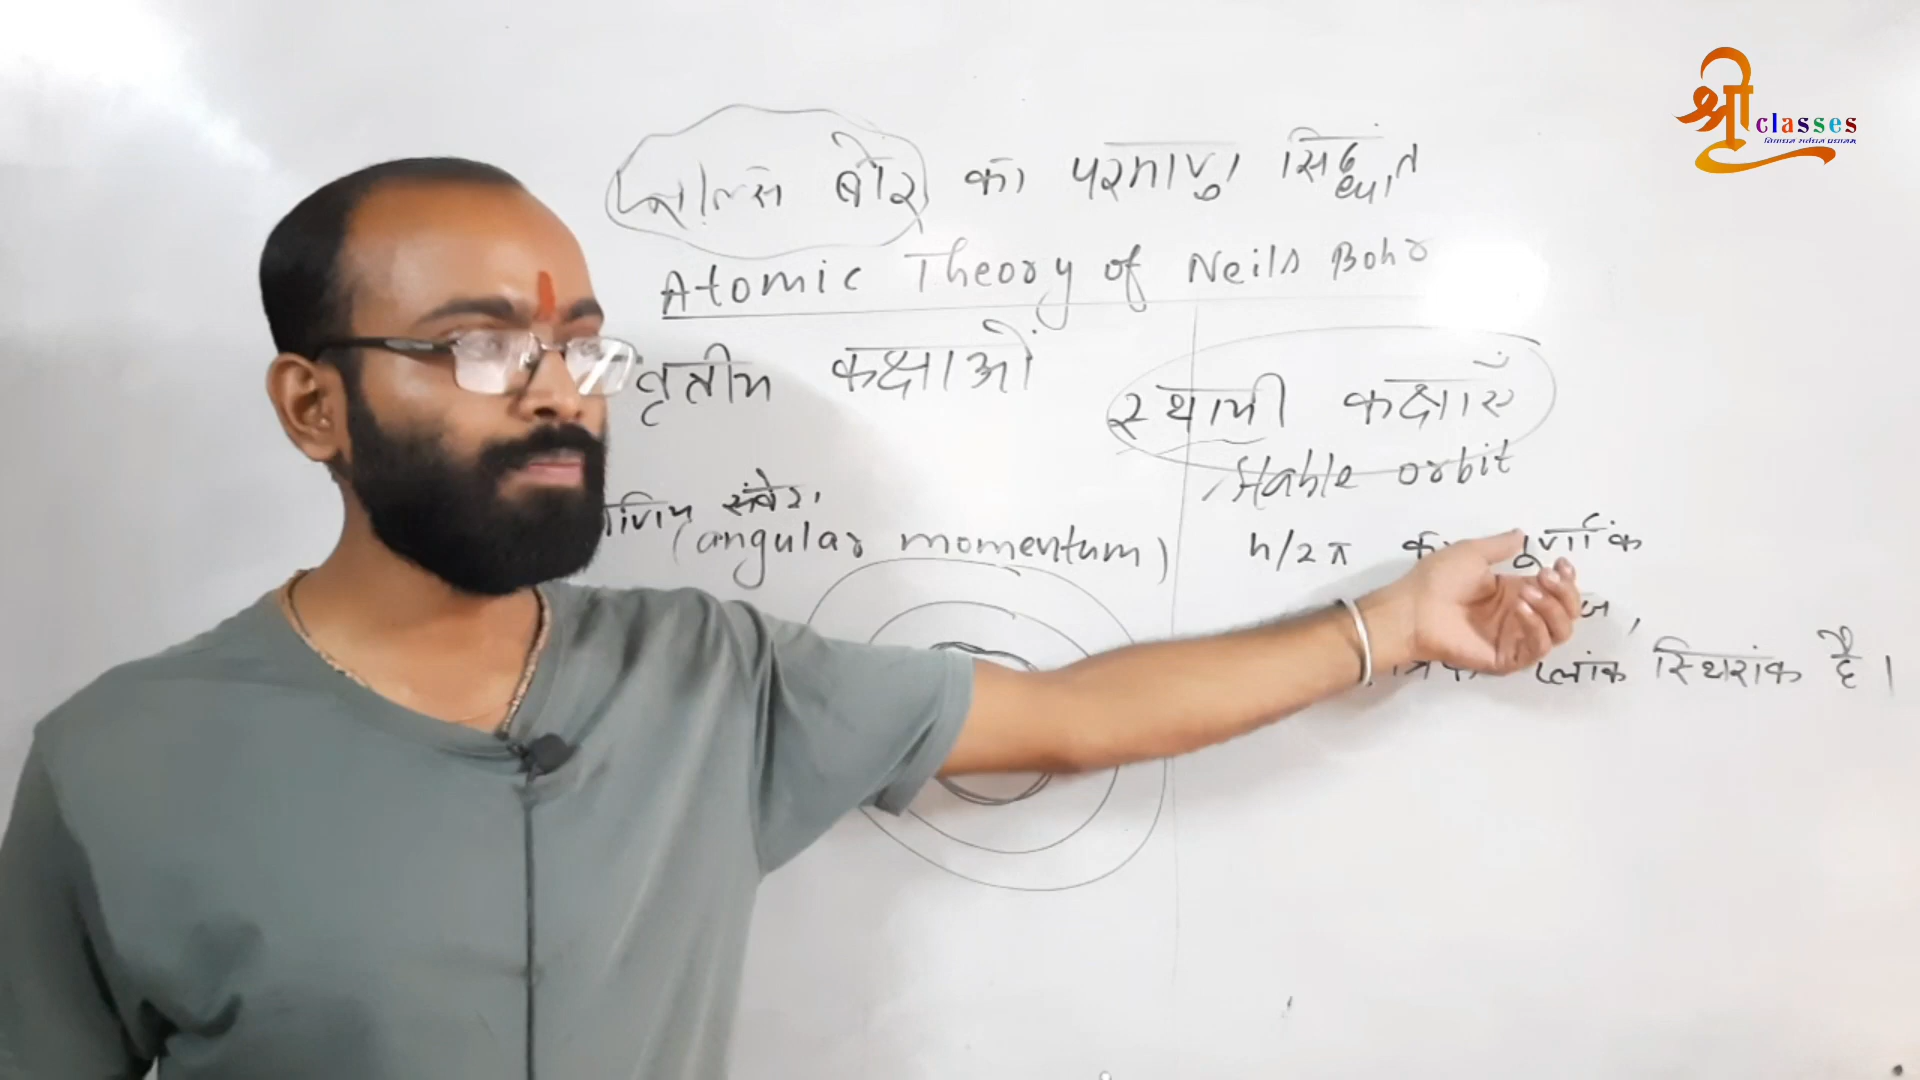 श्री classes
नील्स बोर का परमाणु सिद्धान्त
Atomic Theory of Neils Bohr
वृतीय कक्षाओं
स्थायी कक्षाएँ
Stable orbit
संवेग
(angular momentum)
h/2π का पूर्णांक
प्लांक स्थिरांक है।